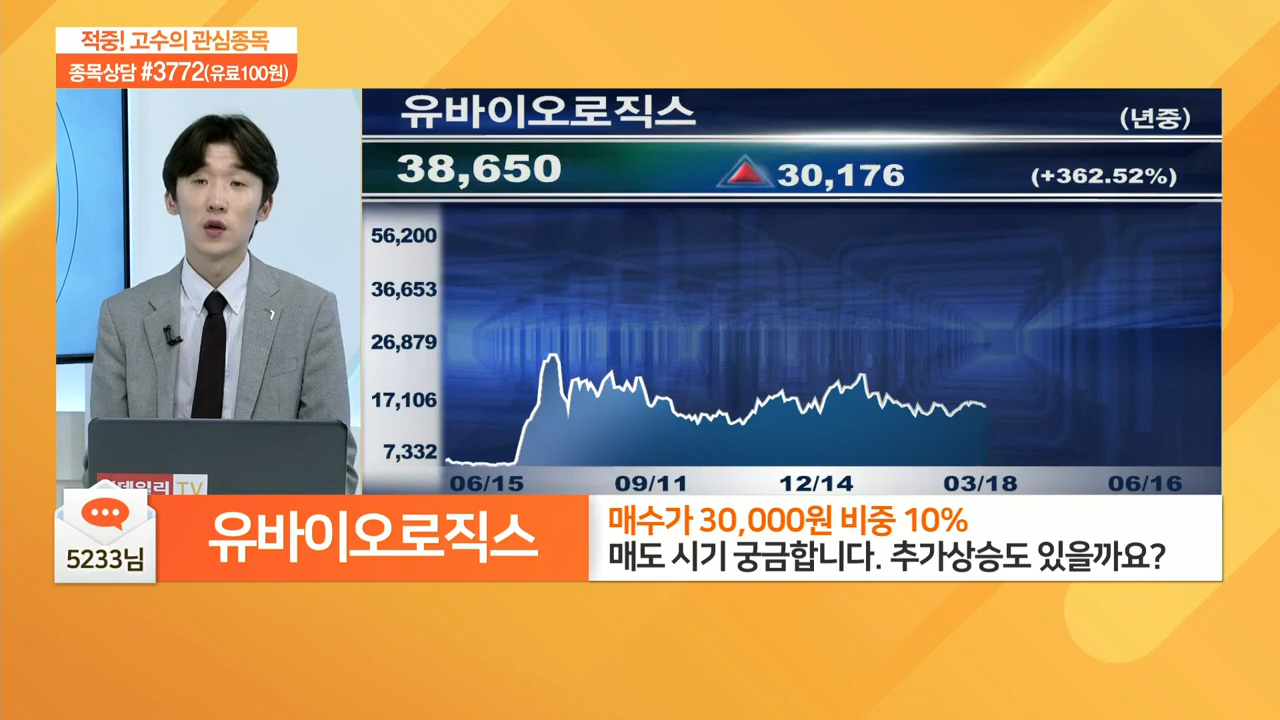 적중! 고수의 관심종목
종목상담 #3772(유료100원)
유바이오로직스
(년중)
38,650
30,176
(+362.52%)
56,200
36,653
26,879
17,106
7,332
06/15
09/11
12/14
03/18
06/16
데일리 TV
5233님
유바이오로직스
매수가 30,000원 비중 10%
매도 시기 궁금합니다. 추가상승도 있을까요?